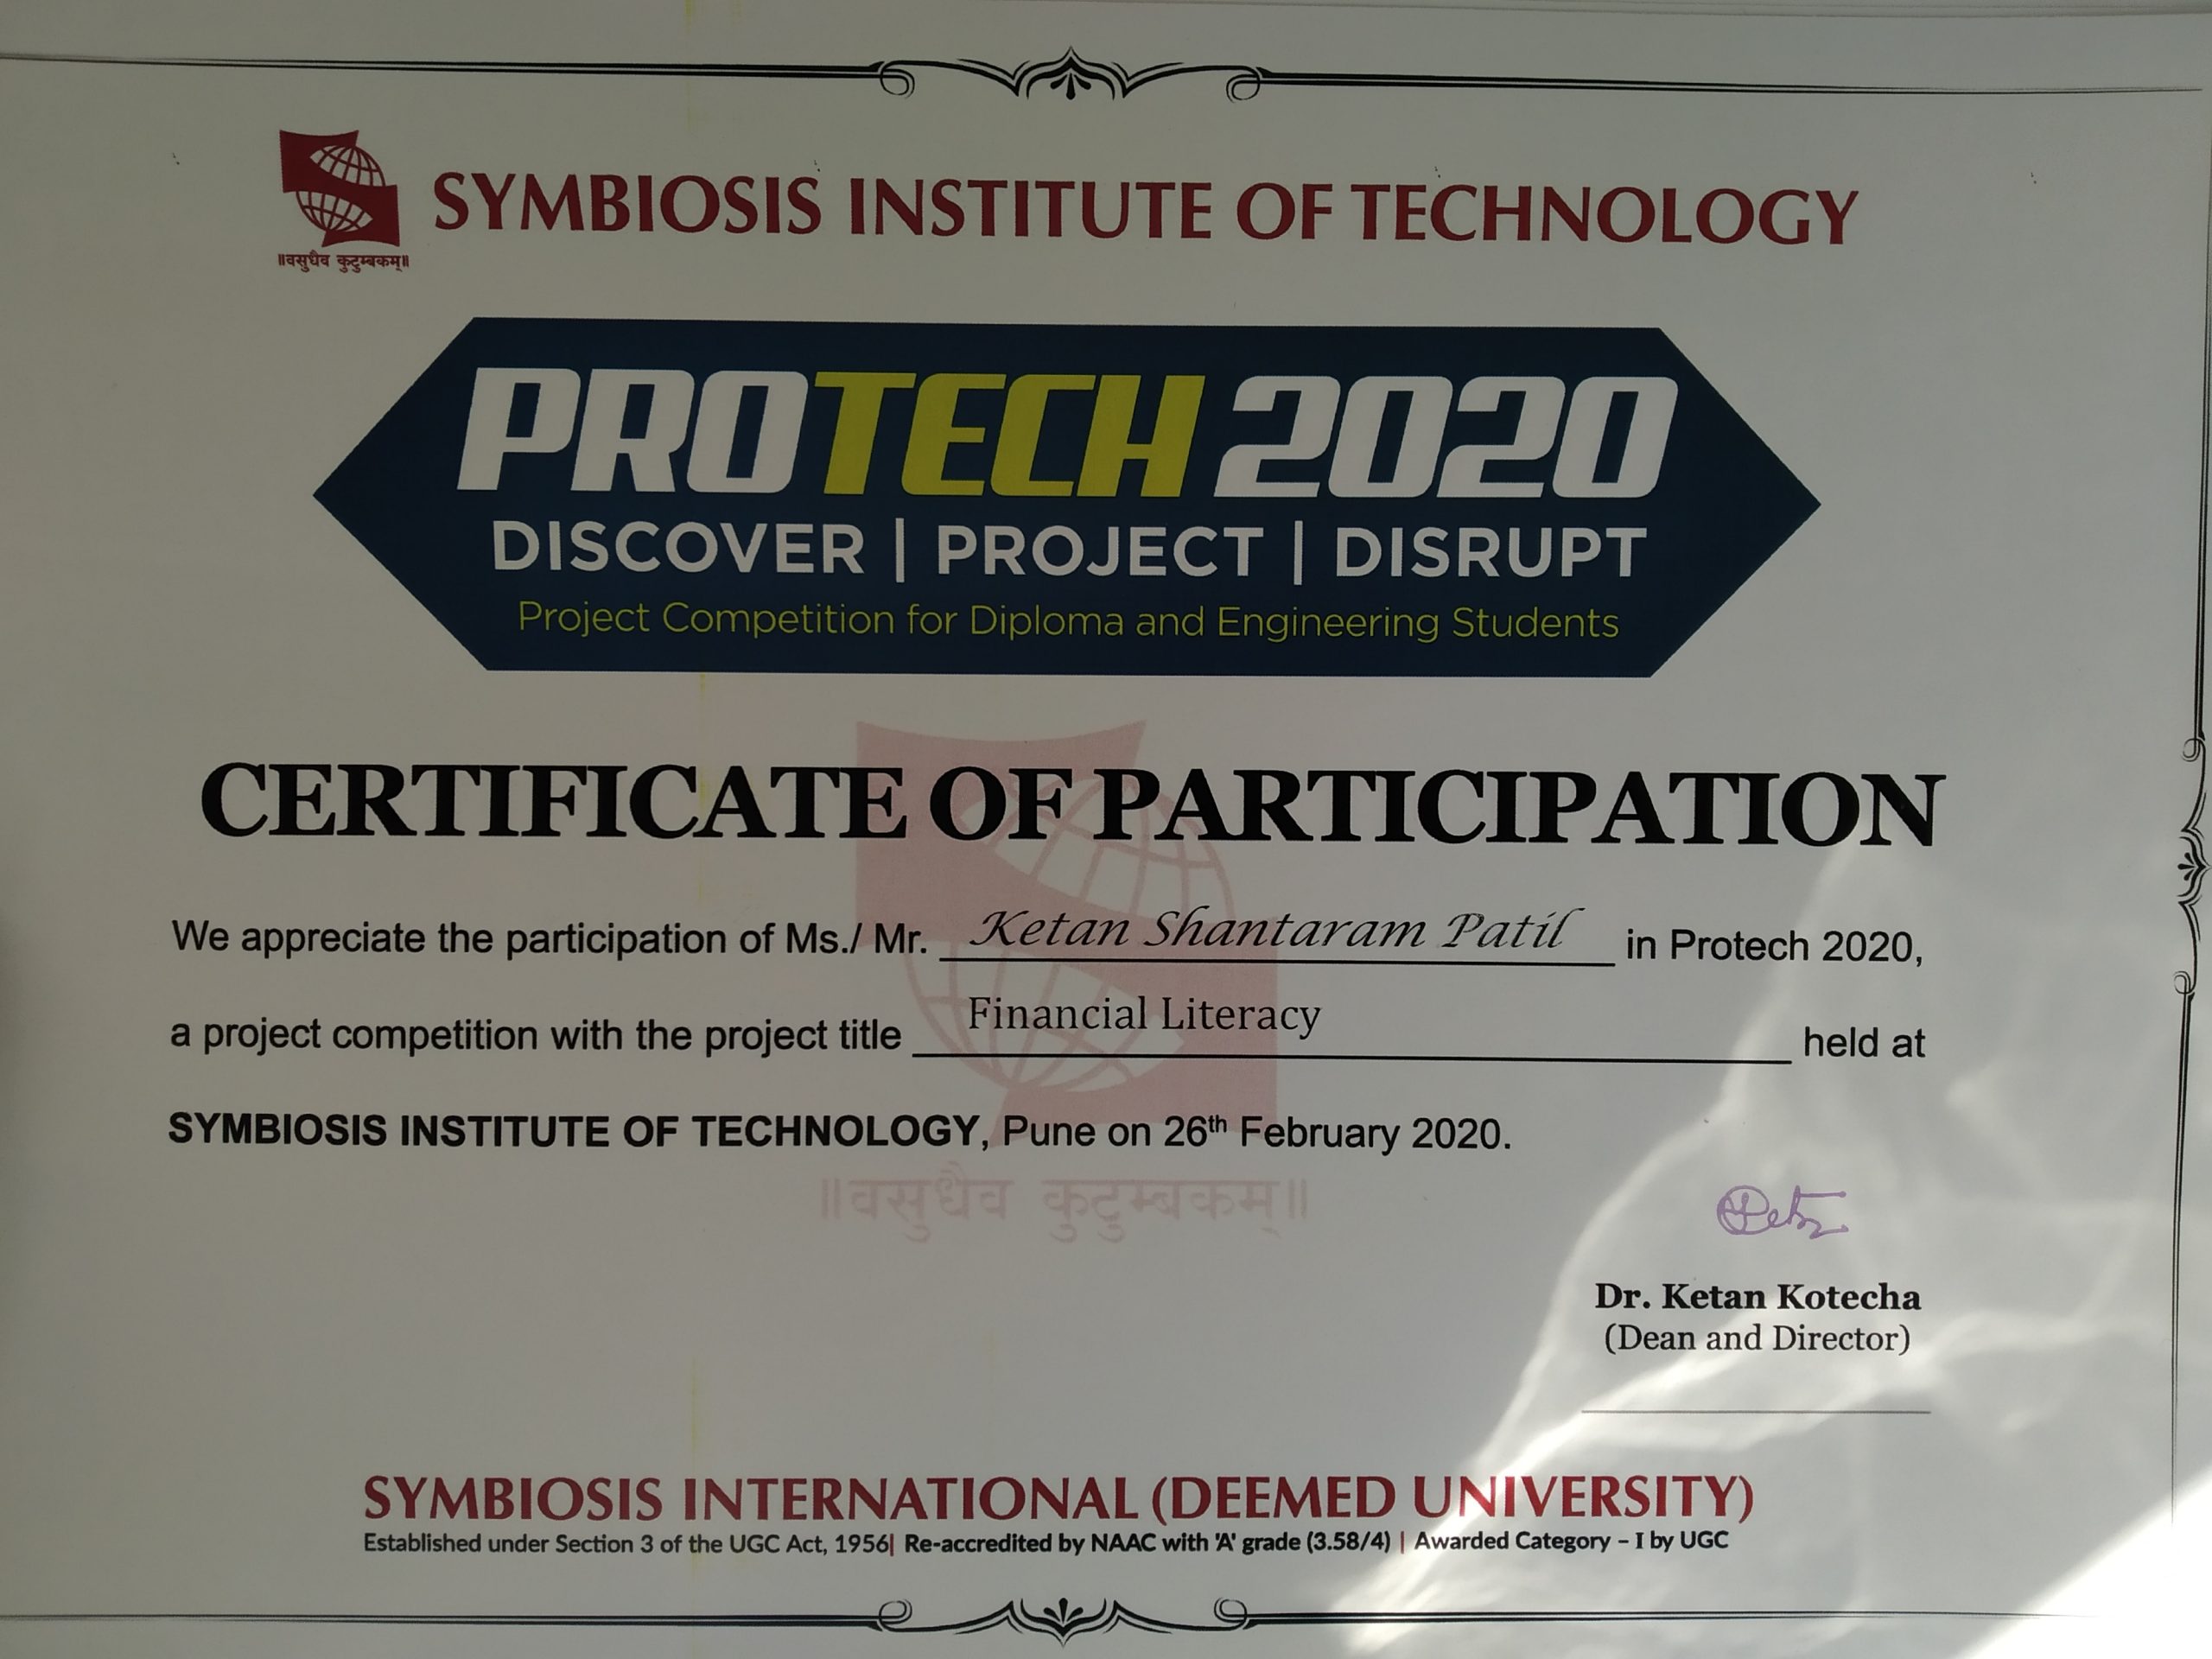 SYMBIOSIS INSTITUTE OF TECHNOLOGY
॥वसुधैव कुटुम्बकम्॥
PROTECH 2020
DISCOVER | PROJECT | DISRUPT
Project Competition for Diploma and Engineering Students
CERTIFICATE OF PARTICIPATION
We appreciate the participation of Ms./ Mr. Ketan Shantaram Patil in Protech 2020,
a project competition with the project title Financial Literacy held at
SYMBIOSIS INSTITUTE OF TECHNOLOGY, Pune on 26th February 2020.
॥वसुधैव कुटुम्बकम्॥
Dr. Ketan Kotecha
(Dean and Director)
SYMBIOSIS INTERNATIONAL (DEEMED UNIVERSITY)
Established under Section 3 of the UGC Act, 1956| Re-accredited by NAAC with 'A' grade (3.58/4) | Awarded Category – I by UGC